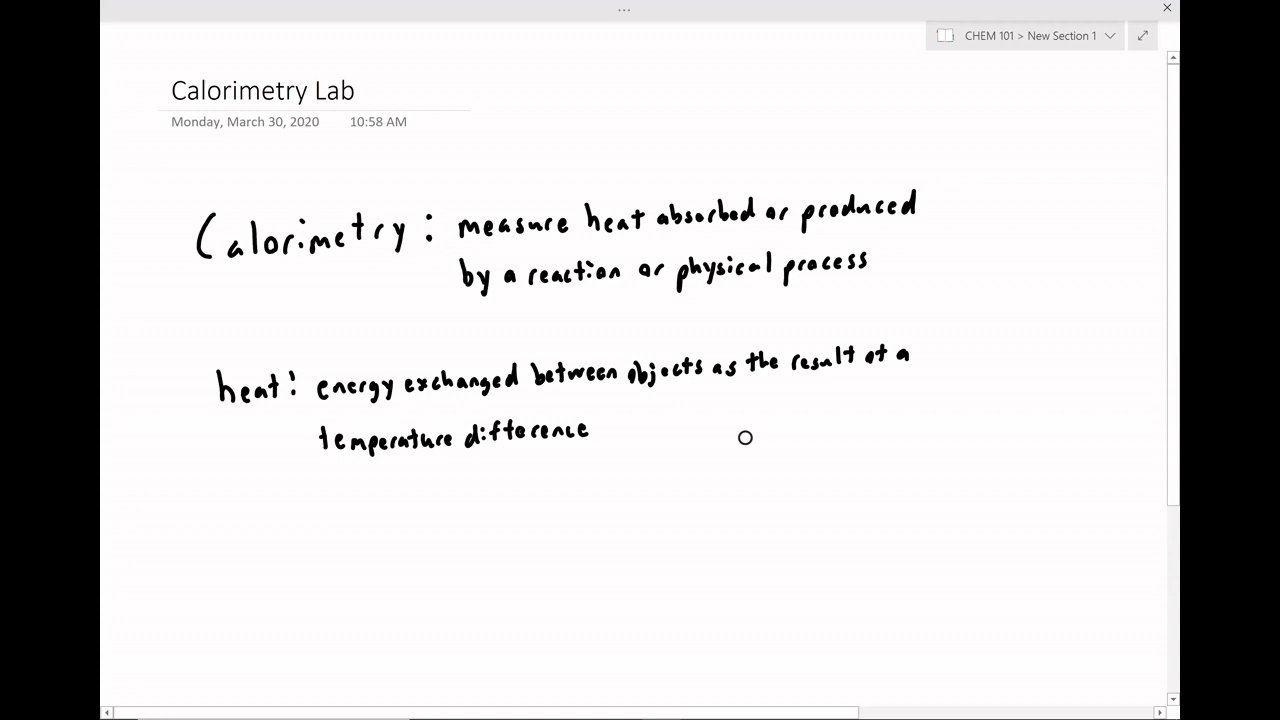 ...
CHEM 101 > New Section 1
Calorimetry Lab
Monday, March 30, 2020 10:58 AM
Calorimetry: measure heat absorbed or produced
by a reaction or physical process
heat: energy exchanged between objects as the result of a
temperature difference